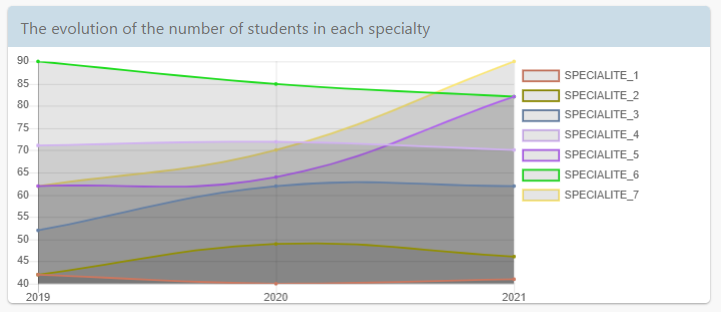 The evolution of the number of students in each specialty
90
85
80
75
70
65
60
55
50
45
40
2019
2020
2021
SPECIALITE_1
SPECIALITE_2
SPECIALITE_3
SPECIALITE_4
SPECIALITE_5
SPECIALITE_6
SPECIALITE_7